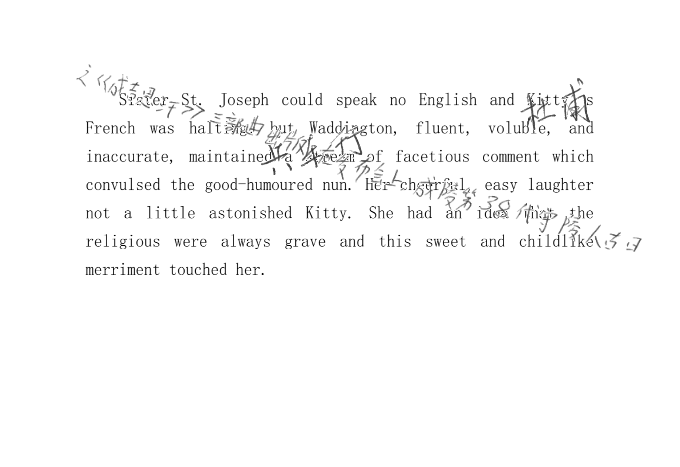 Sister St. Joseph could speak no English and Kitty's
French was halting, but Waddington, fluent, voluble, and
inaccurate, maintained a stream of facetious comment which
convulsed the good-humoured nun. Her cheerful, easy laughter
not a little astonished Kitty. She had an idea that the
religious were always grave and this sweet and childlike
merriment touched her.
杜甫